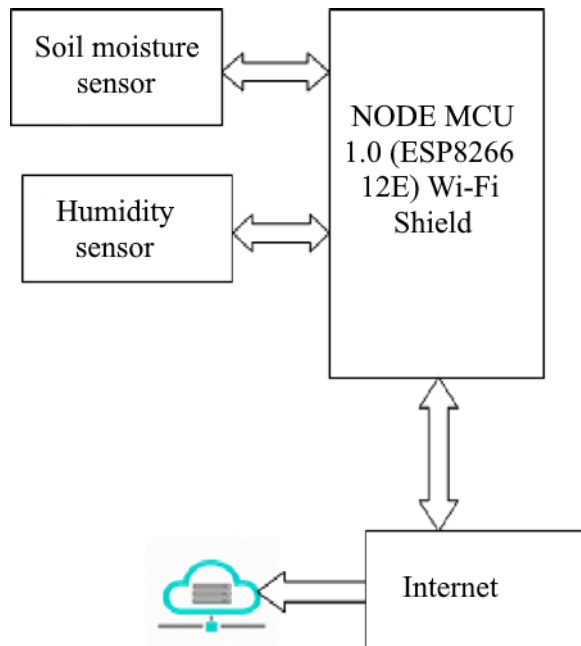 Soil moisture
sensor
NODE MCU
1.0 (ESP8266
12E) Wi-Fi
Shield
Humidity
sensor
Internet